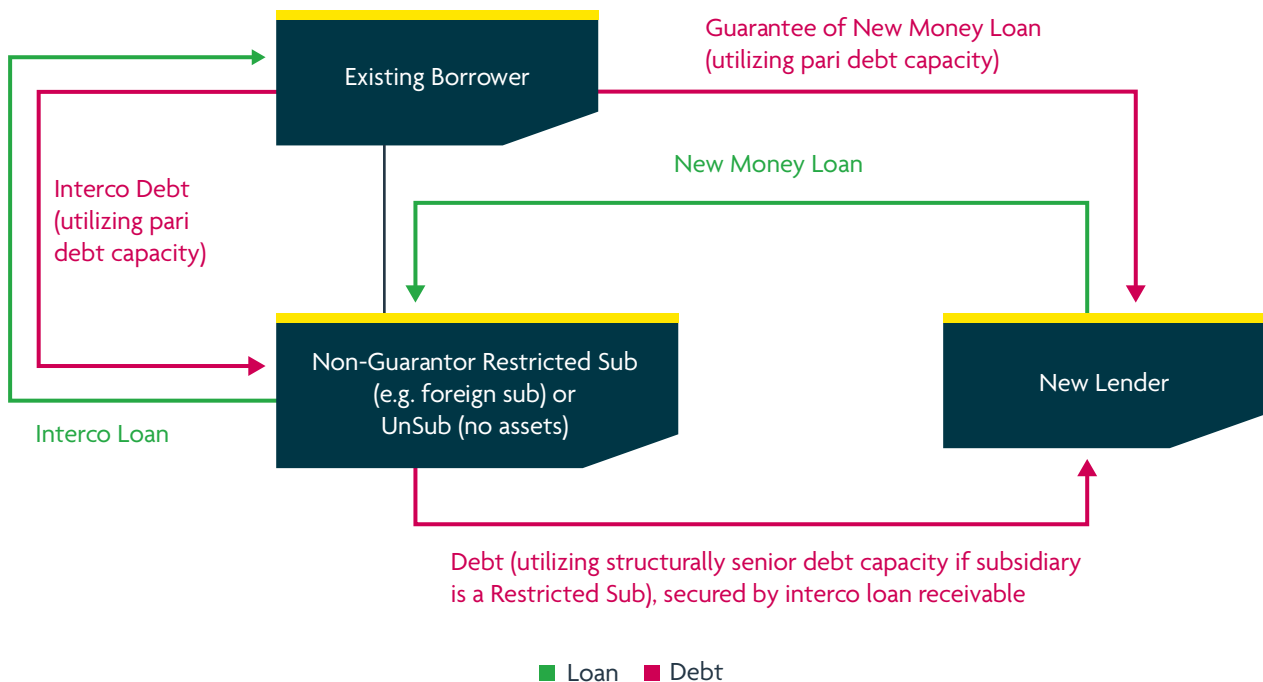 Guarantee of New Money Loan
(utilizing pari debt capacity)
Existing Borrower
New Money Loan
Interco Debt
(utilizing pari
debt capacity)
Non-Guarantor Restricted Sub
(e.g. foreign sub) or
UnSub (no assets)
New Lender
Interco Loan
Debt (utilizing structurally senior debt capacity if subsidiary
is a Restricted Sub), secured by interco loan receivable
Loan
Debt